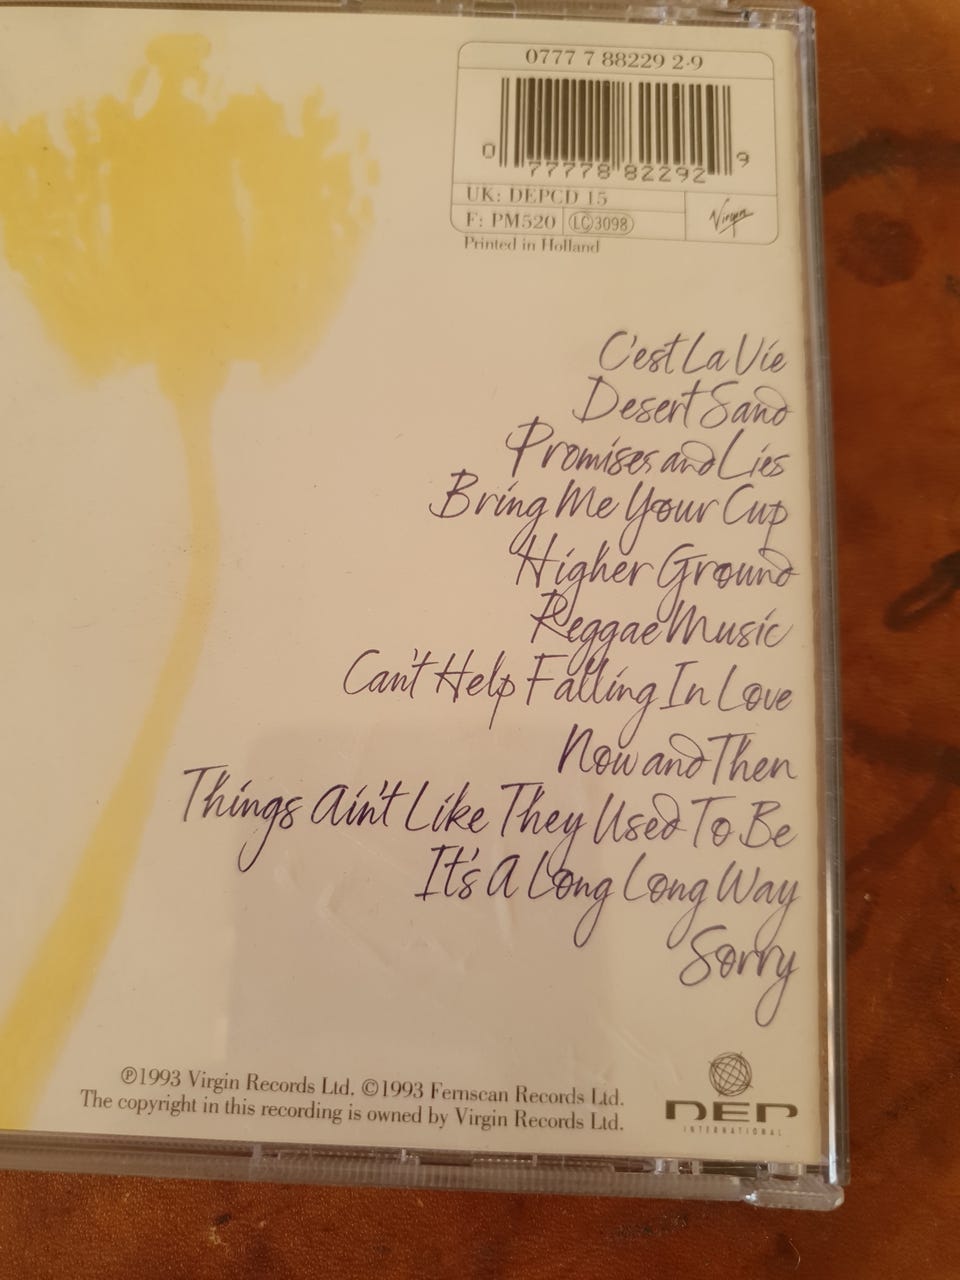 0777 7 88229 2·9
0 77778 82292 9
UK: DEPCD 15
F: PM520 LC 3098
Virgin
Printed in Holland
C'est La Vie
Desert Sand
Promises and Lies
Bring Me Your Cup
Higher Ground
Reggae Music
Can't Help Falling In Love
Now and Then
Things Ain't Like They Used To Be
It's A Long Long Way
Sorry
℗1993 Virgin Records Ltd. ©1993 Fernscan Records Ltd.
The copyright in this recording is owned by Virgin Records Ltd.
DEP
INTERNATIONAL